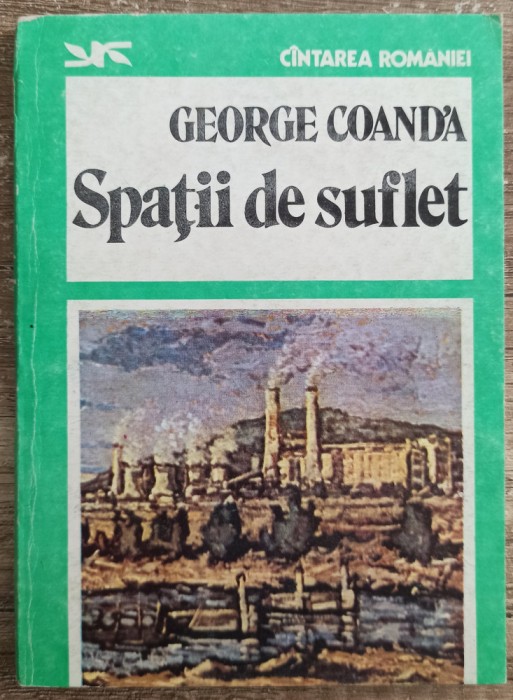 CÎNTAREA ROMÂNIEI
GEORGE COANDĂ
Spaţii de suflet